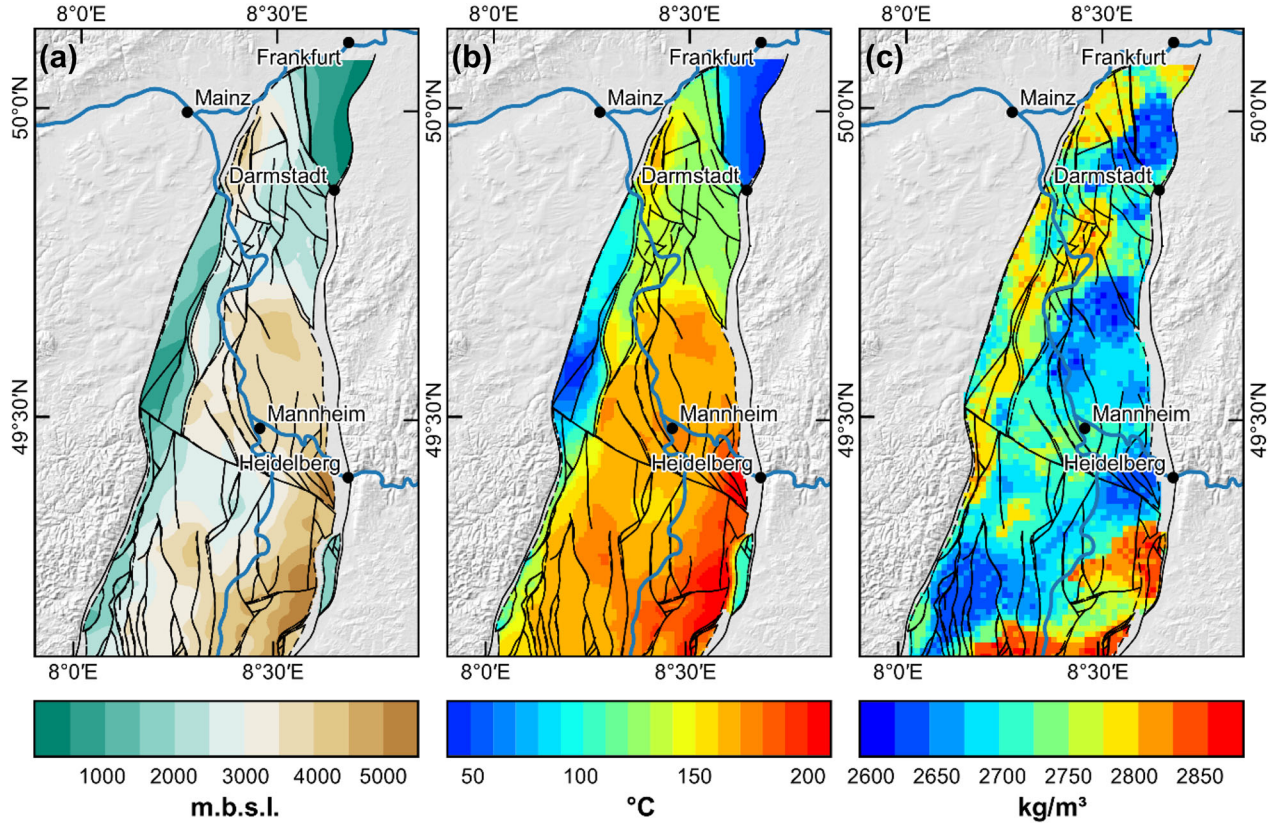 8°0'E 8°30'E 8°0'E 8°30'E 8°0'E 8°30'E
(a) Frankfurt (b) Frankfurt (c) Frankfurt
50°0'N Mainz Mainz Mainz 50°0'N
Darmstadt Darmstadt Darmstadt
49°30'N Mannheim Mannheim Mannheim 49°30'N
Heidelberg Heidelberg Heidelberg
8°0'E 8°30'E 8°0'E 8°30'E 8°0'E 8°30'E
1000 2000 3000 4000 5000 50 100 150 200 2600 2650 2700 2750 2800 2850
m.b.s.l. °C kg/m³